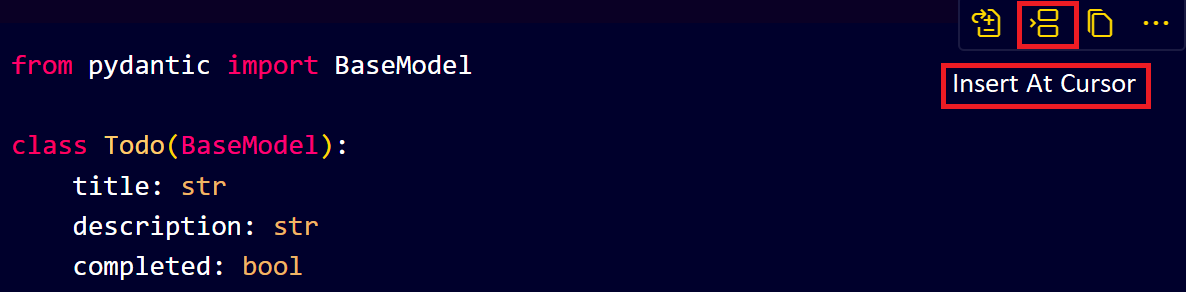 from pydantic import BaseModel
Insert At Cursor
class Todo(BaseModel):
    title: str
    description: str
    completed: bool